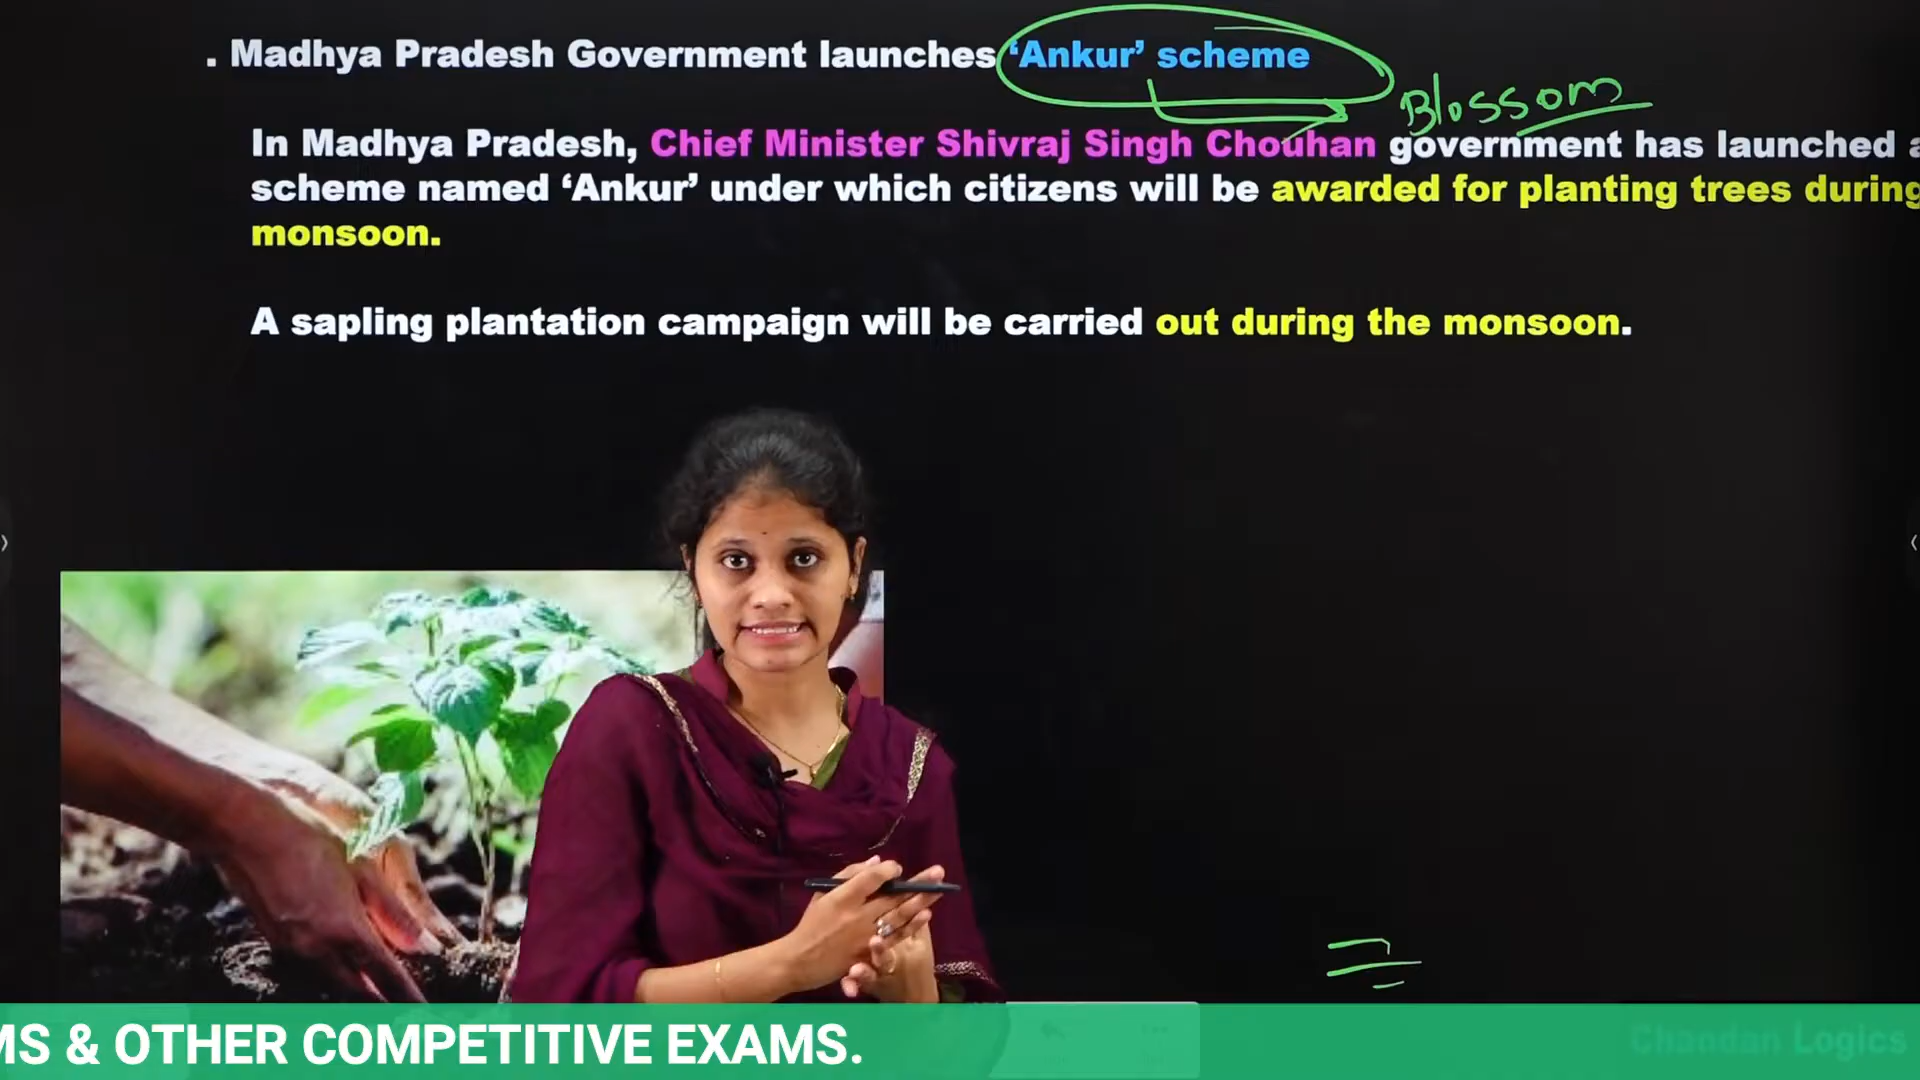 . Madhya Pradesh Government launches ‘Ankur’ scheme
Blossom
In Madhya Pradesh, Chief Minister Shivraj Singh Chouhan government has launched a
scheme named ‘Ankur’ under which citizens will be awarded for planting trees during
monsoon.
A sapling plantation campaign will be carried out during the monsoon.
MS & OTHER COMPETITIVE EXAMS.
Chandan Logics